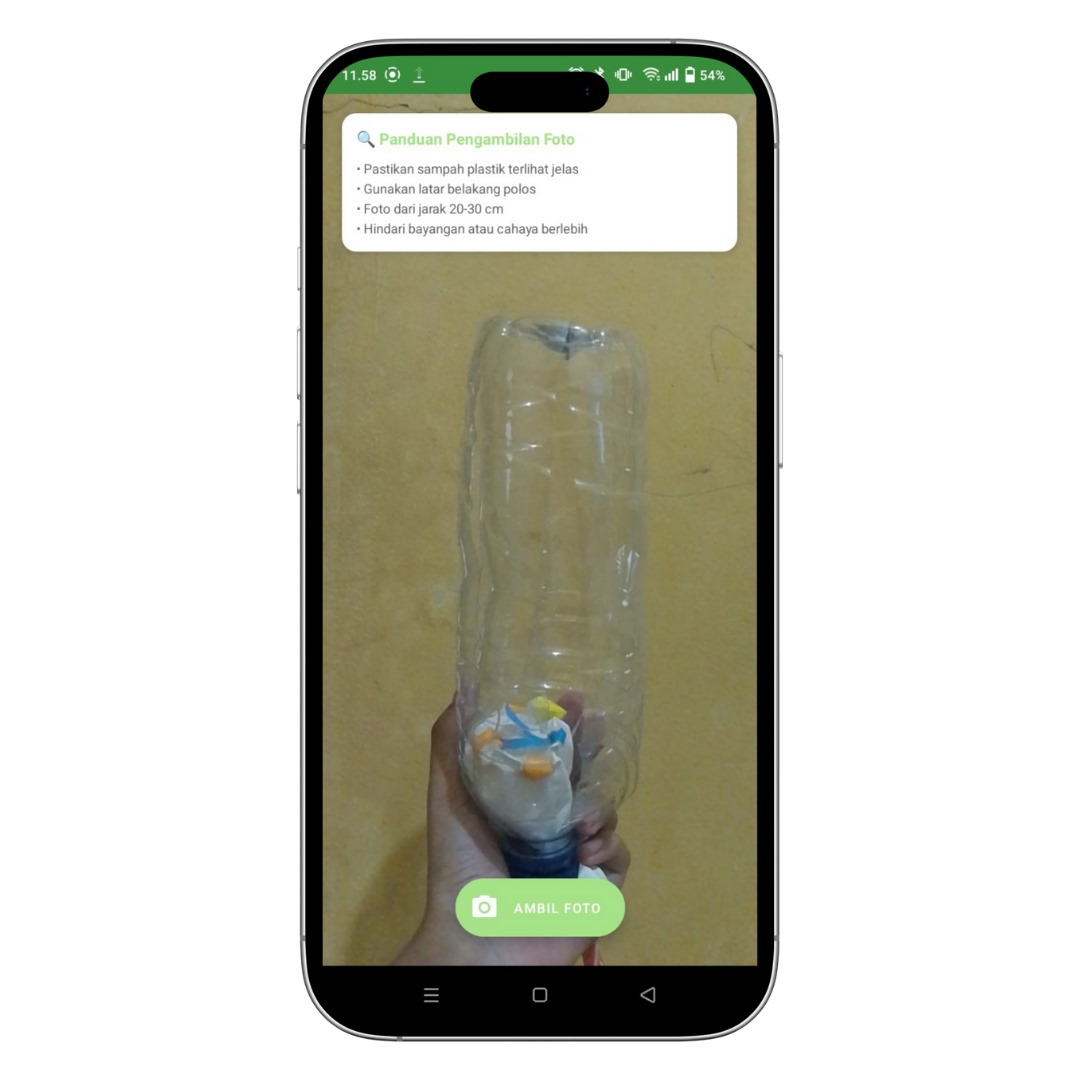 11.58 54%
Panduan Pengambilan Foto
• Pastikan sampah plastik terlihat jelas
• Gunakan latar belakang polos
• Foto dari jarak 20-30 cm
• Hindari bayangan atau cahaya berlebih
AMBIL FOTO